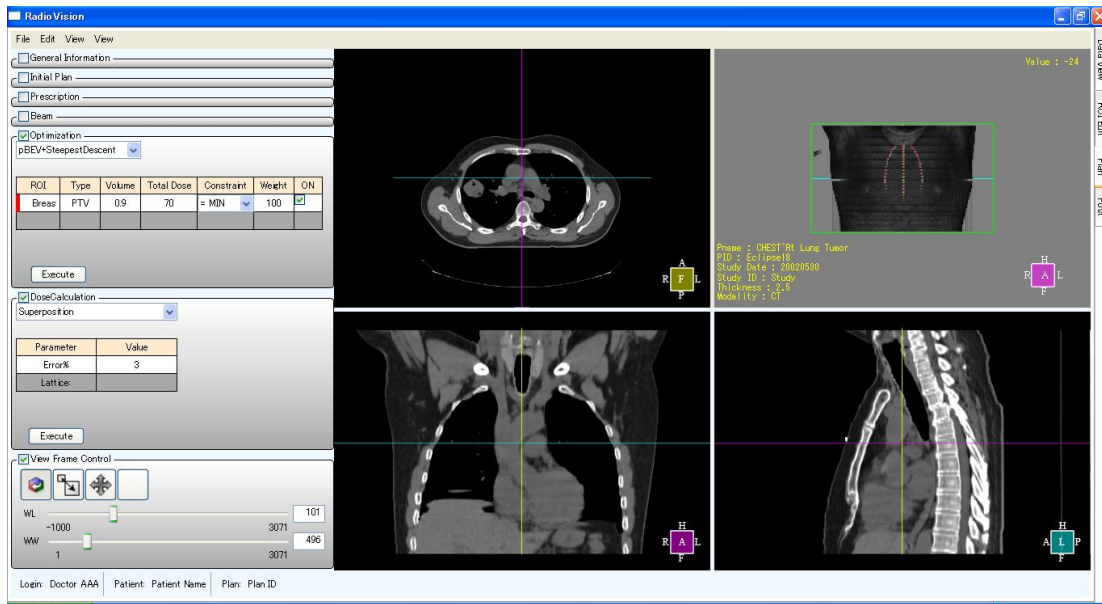 RadioVision
File Edit View View
General Information
Initial Plan
Prescription
Beam
Optimization
pBEV+SteepestDescent
ROI Type Volume Total Dose Constraint Weight ON
Breas PTV 0.9 70 = MIN 100
Execute
DoseCalculation
Superposition
Parameter Value
Error% 3
Lattice:
Execute
View Frame Control
WL 101
-1000 3071
WW 496
1 3071
Login: Doctor AAA Patient: Patient Name Plan: Plan ID
A
R F L
P
Value : -24
Pname : CHEST^Rt Lung Tumor
PID : Eclipse18
Study Date : 20020530
Study ID : Study
Thickness : 2.5
Modality : CT
H
R A L
F
H
R A L
F
H
A L P
F
Data View
ROI Edit
Plan